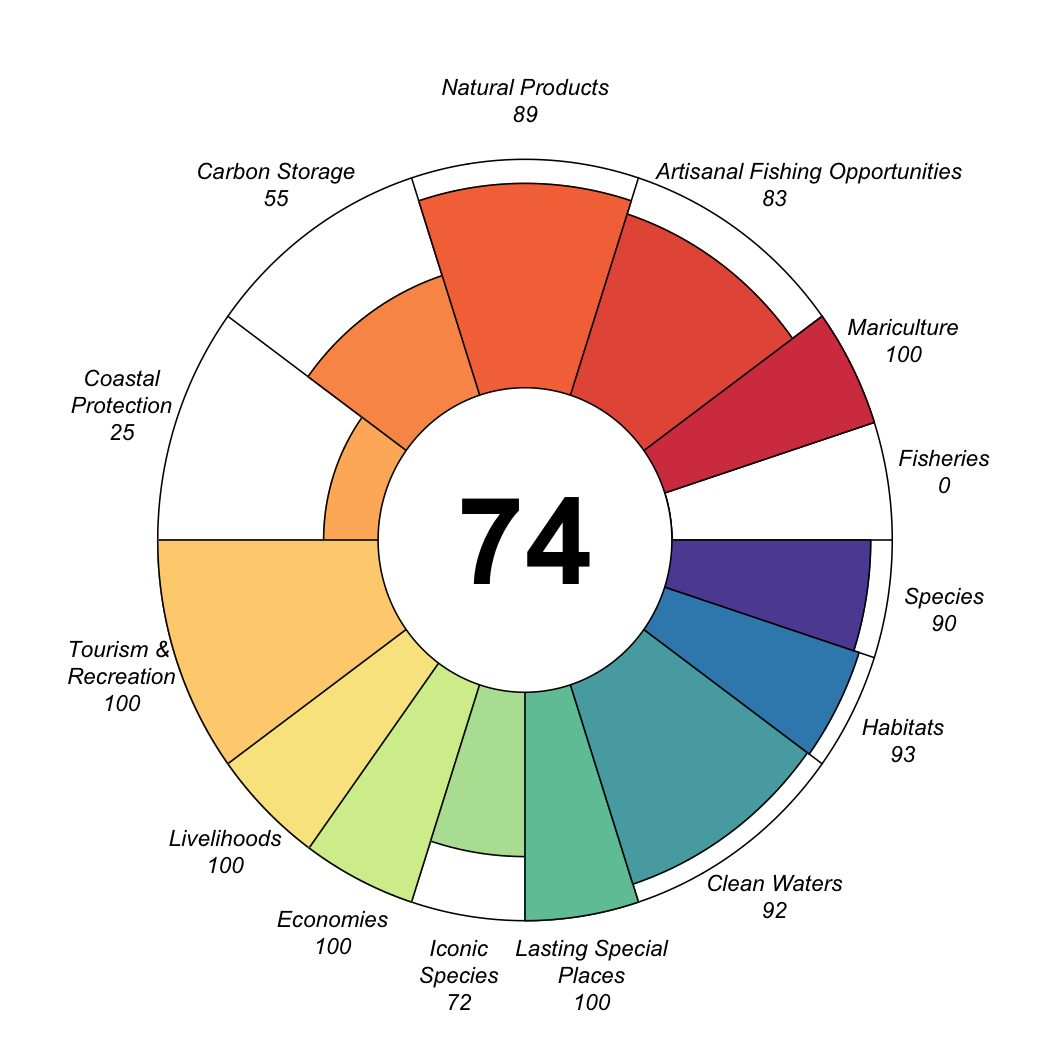 Natural Products
89
Carbon Storage
55
Artisanal Fishing Opportunities
83
Mariculture
100
Coastal
Protection
25
Fisheries
0
74
Species
90
Tourism &
Recreation
100
Habitats
93
Livelihoods
100
Clean Waters
92
Economies
100
Iconic
Species
72
Lasting Special
Places
100